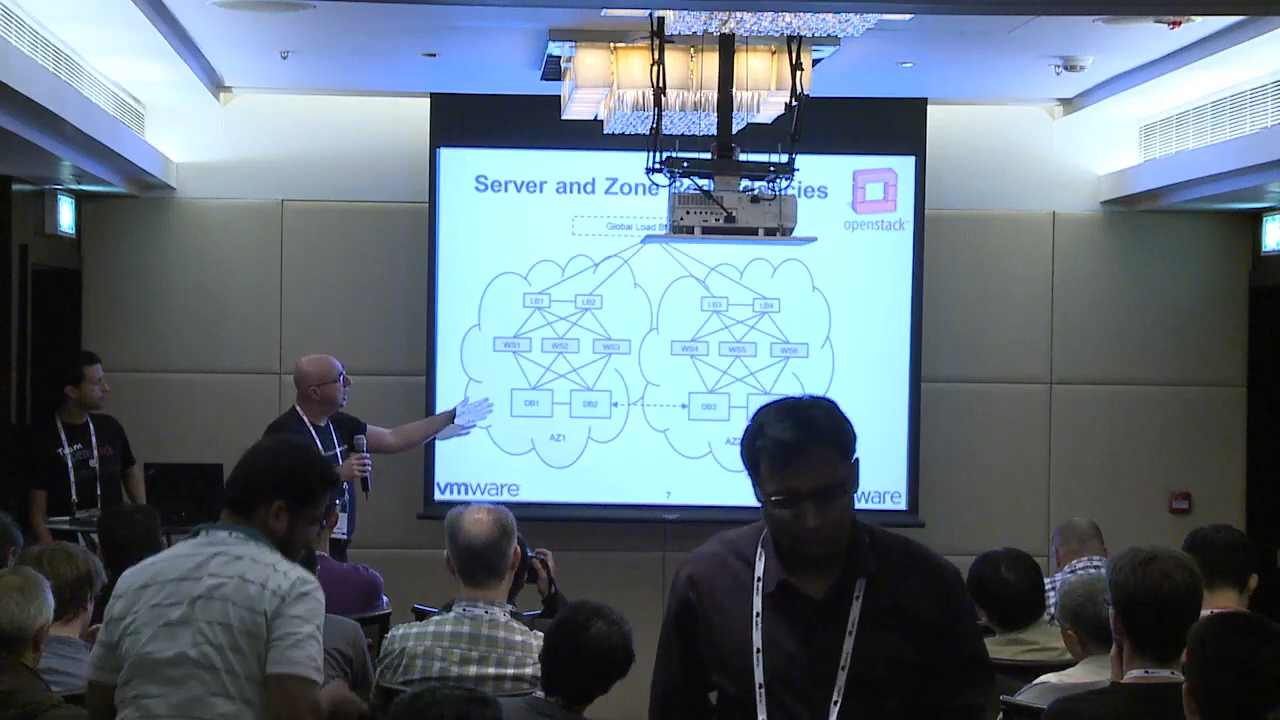 Server and Zone
openstack
Global Load
LB1
LB2
LB3
LB4
WS1
WS2
WS3
WS4
WS5
WS6
DB1
DB2
DB3
AZ1
vmware
7
ware
TEAM